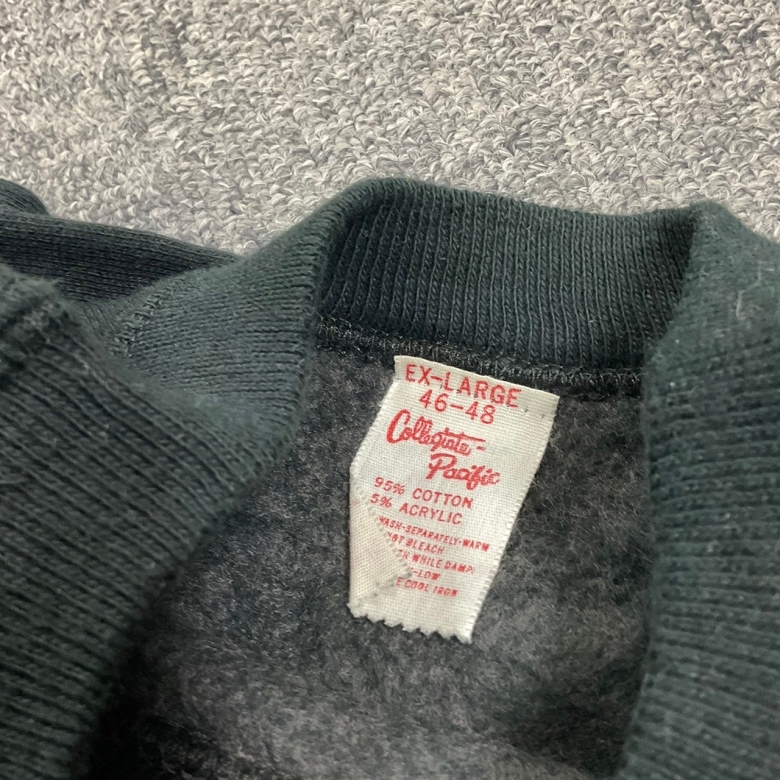 EX-LARGE
46-48
Collegiate-
Pacific
95% COTTON
5% ACRYLIC
WASH-SEPARATELY-WARM
BLEACH
WHILE DAMP:
-LOW
COOL IRON